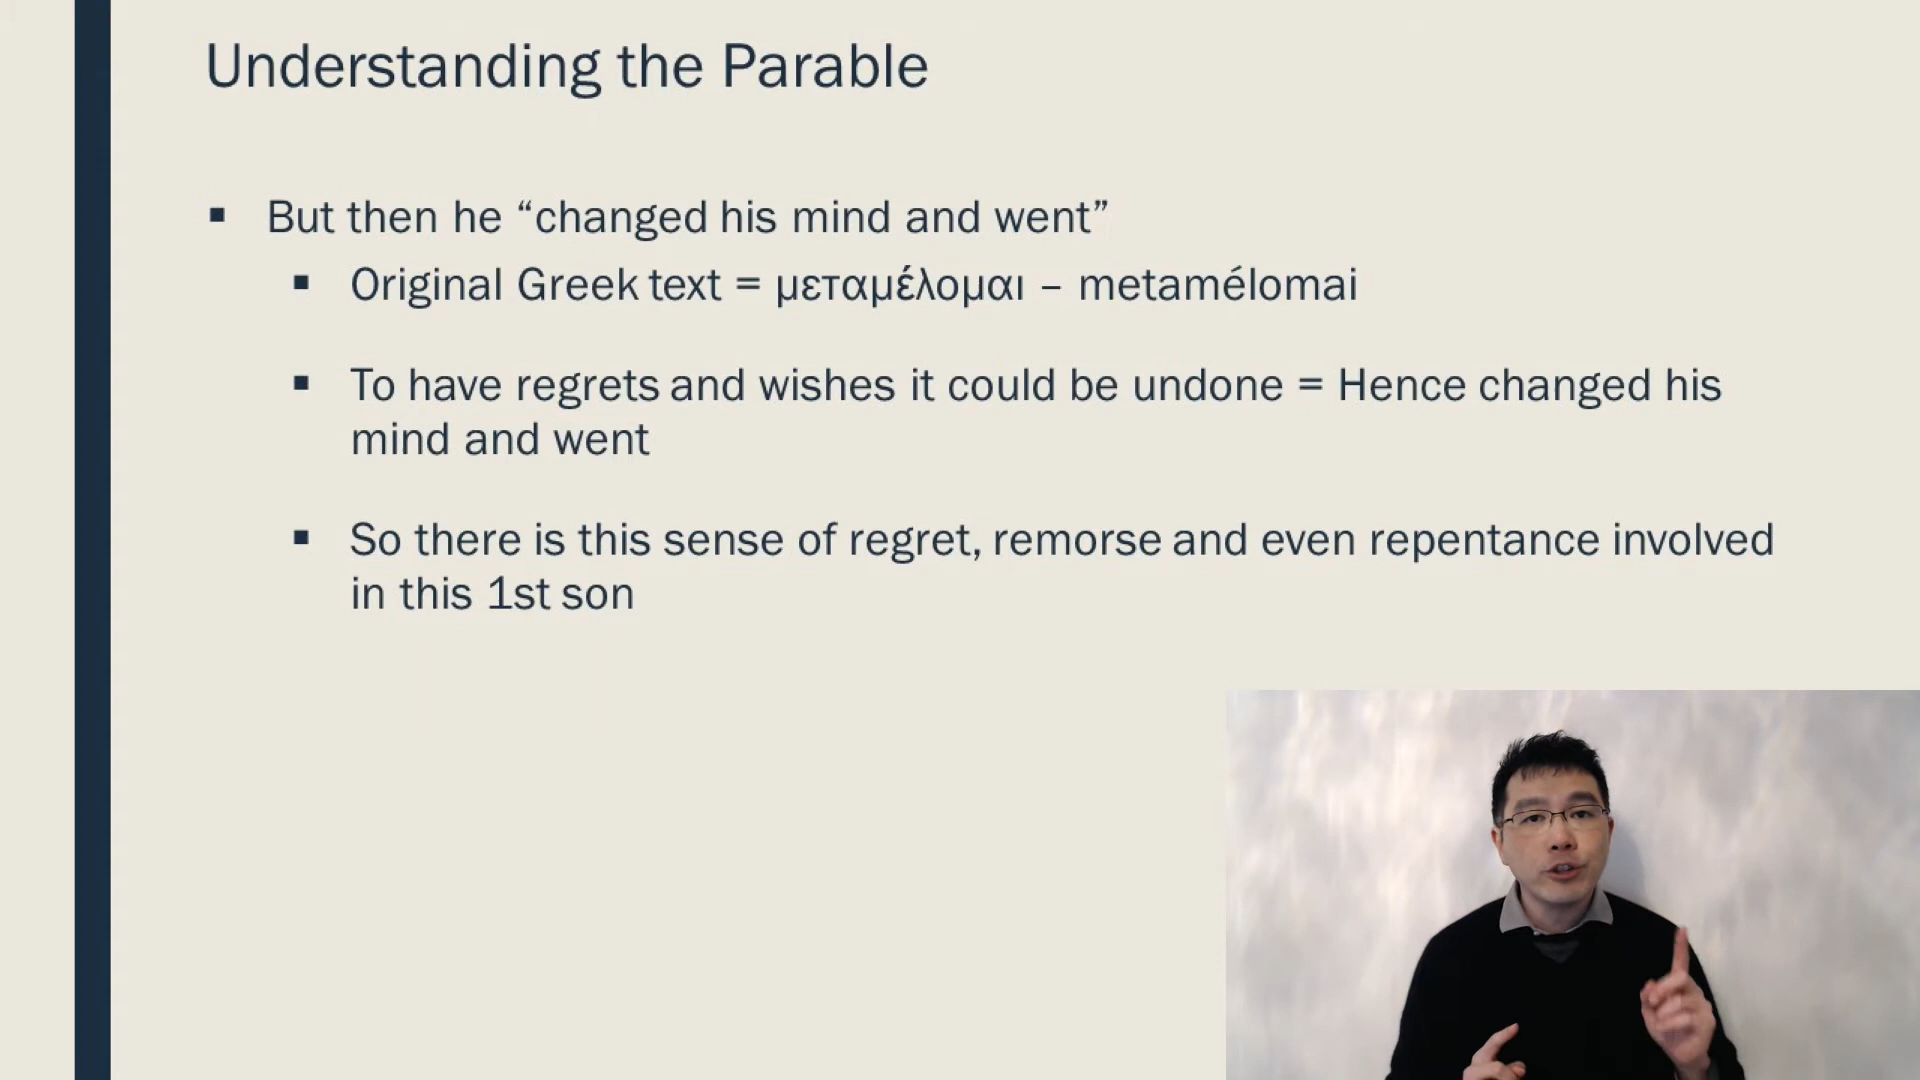 Understanding the Parable
▪ But then he “changed his mind and went”
▪ Original Greek text = μεταμέλομαι – metamélomai
▪ To have regrets and wishes it could be undone = Hence changed his
mind and went
▪ So there is this sense of regret, remorse and even repentance involved
in this 1st son